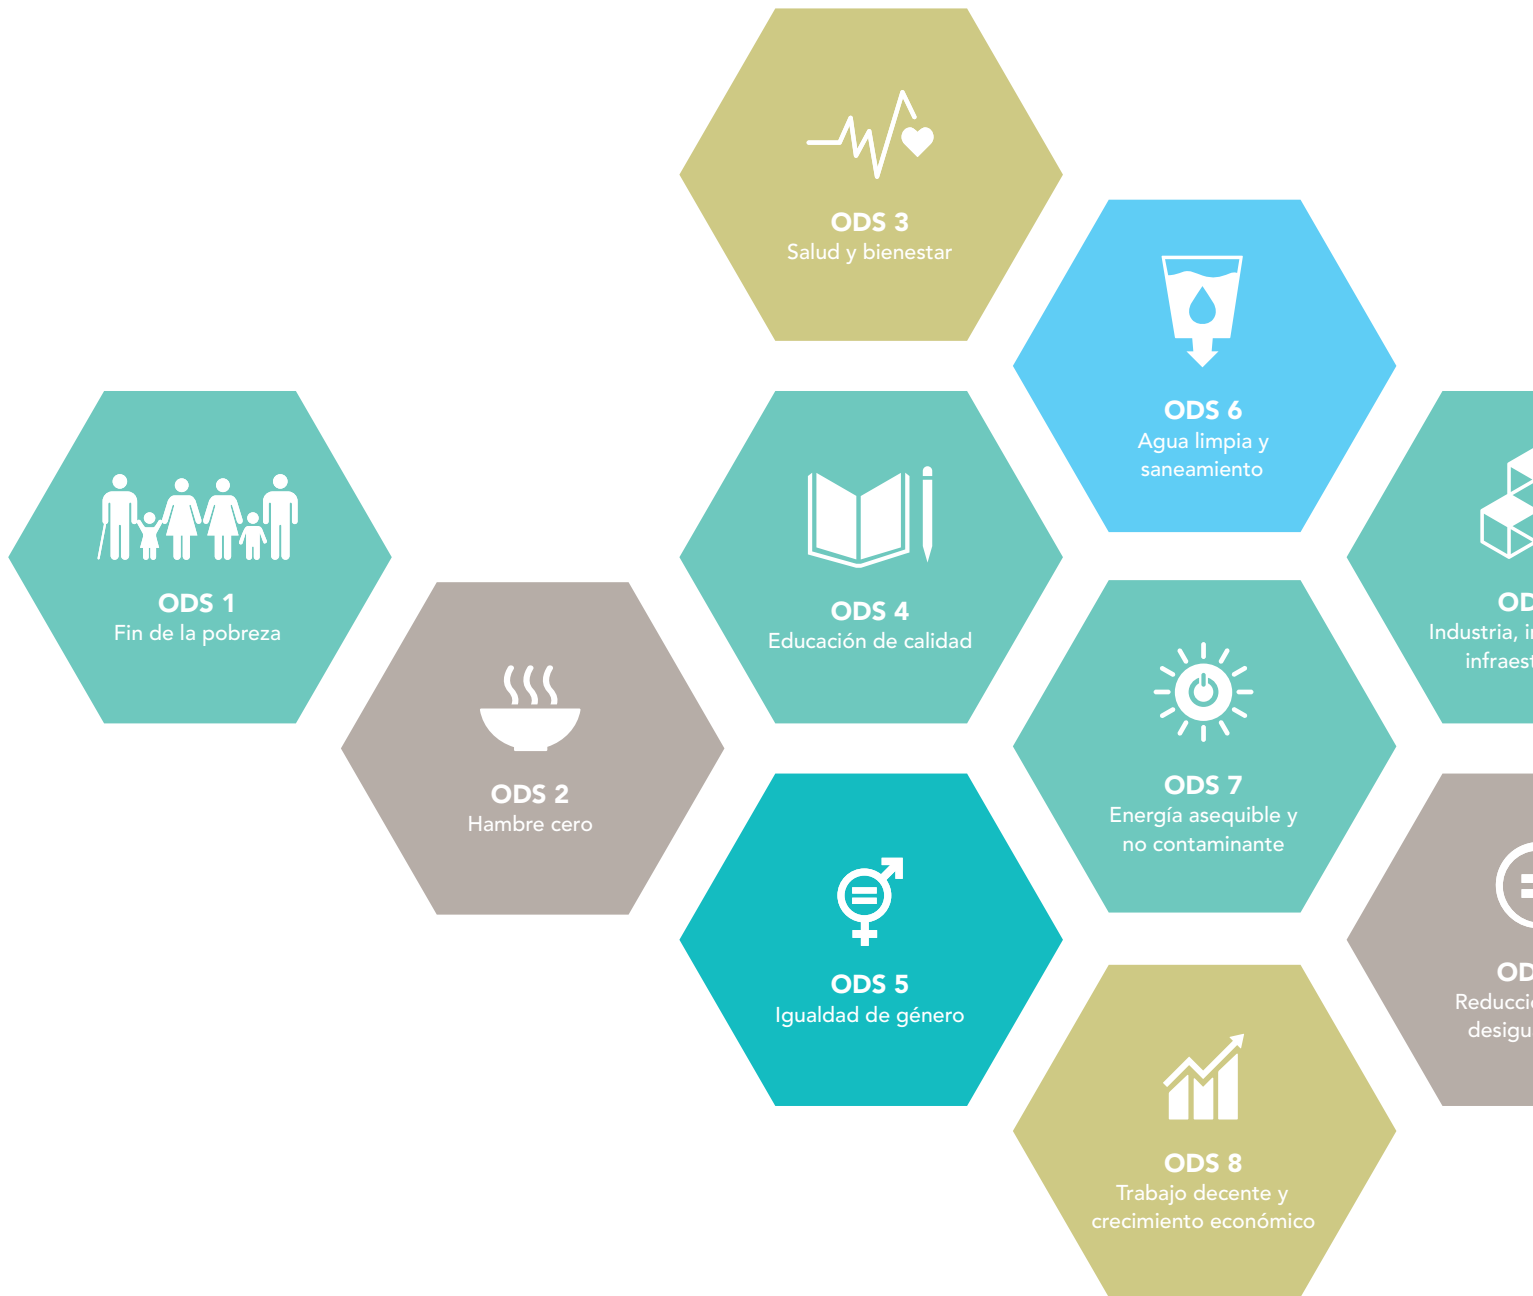 ODS 3
Salud y bienestar
ODS 6
Agua limpia y
saneamiento
ODS 1
Fin de la pobreza
ODS 4
Educación de calidad
Industria,
ODS 2
Hambre cero
ODS 7
Energía asequible y
no contaminante
ODS 5
Igualdad de género
ODS 8
Trabajo decente y
crecimiento económico